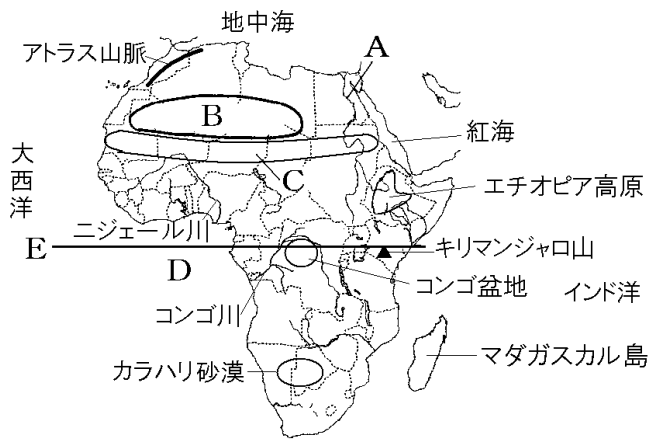 地中海
アトラス山脈
A
B
紅海
大西洋
C
エチオピア高原
ニジェール川
E
キリマンジャロ山
D
コンゴ盆地
インド洋
コンゴ川
マダガスカル島
カラハリ砂漠